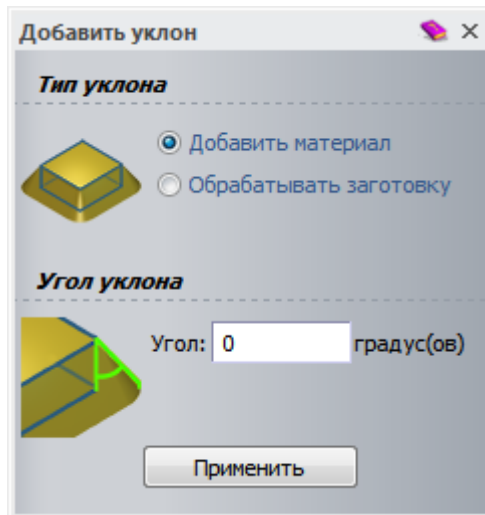 Добавить уклон
Тип уклона
Добавить материал
Обрабатывать заготовку
Угол уклона
Угол: 0 градус(ов)
Применить